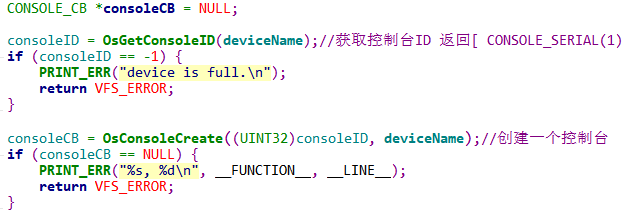 CONSOLE_CB *consoleCB = NULL;
consoleID = OsGetConsoleID(deviceName);//获取控制台ID 返回[ CONSOLE_SERIAL(1)
if (consoleID == -1) {
PRINT_ERR("device is full.\n");
return VFS_ERROR;
}
consoleCB = OsConsoleCreate((UINT32)consoleID, deviceName);//创建一个控制台
if (consoleCB == NULL) {
PRINT_ERR("%s, %d\n", __FUNCTION__, __LINE__);
return VFS_ERROR;
}